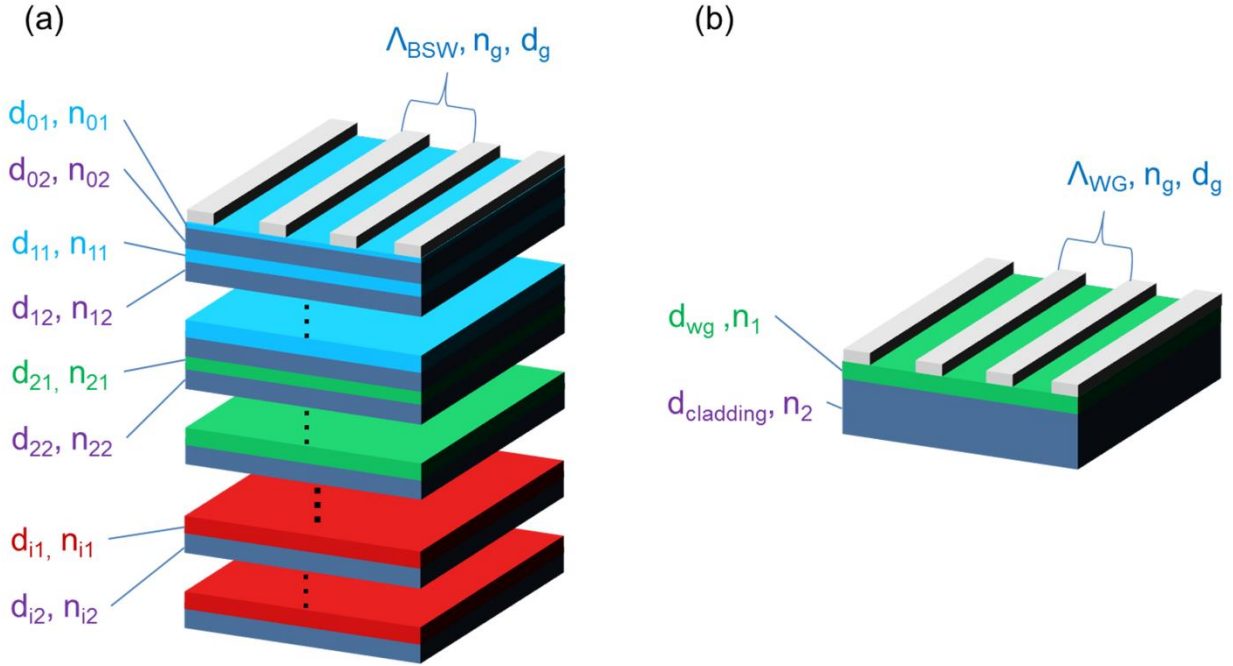 (a)
Λ_BSW, n_g, d_g
d_01, n_01
d_02, n_02
d_11, n_11
d_12, n_12
d_21, n_21
d_22, n_22
d_i1, n_i1
d_i2, n_i2
(b)
Λ_WG, n_g, d_g
d_wg ,n_1
d_cladding, n_2